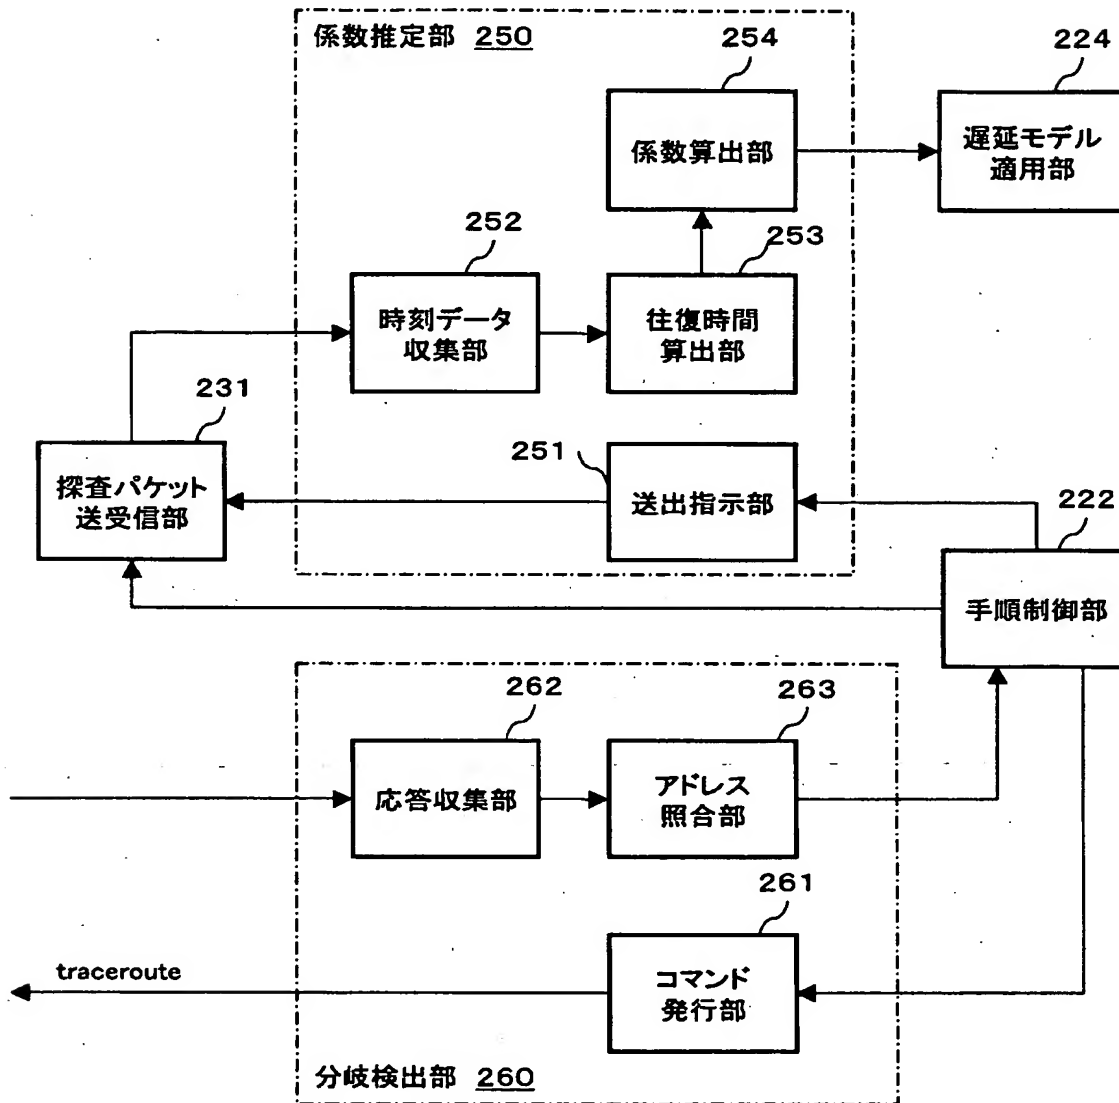 係数推定部 250
254
224
係数算出部
遅延モデル
適用部
252
253
時刻データ
収集部
往復時間
算出部
231
251
探査パケット
送受信部
送出指示部
222
手順制御部
262
263
応答収集部
アドレス
照合部
261
traceroute
コマンド
発行部
分岐検出部 260